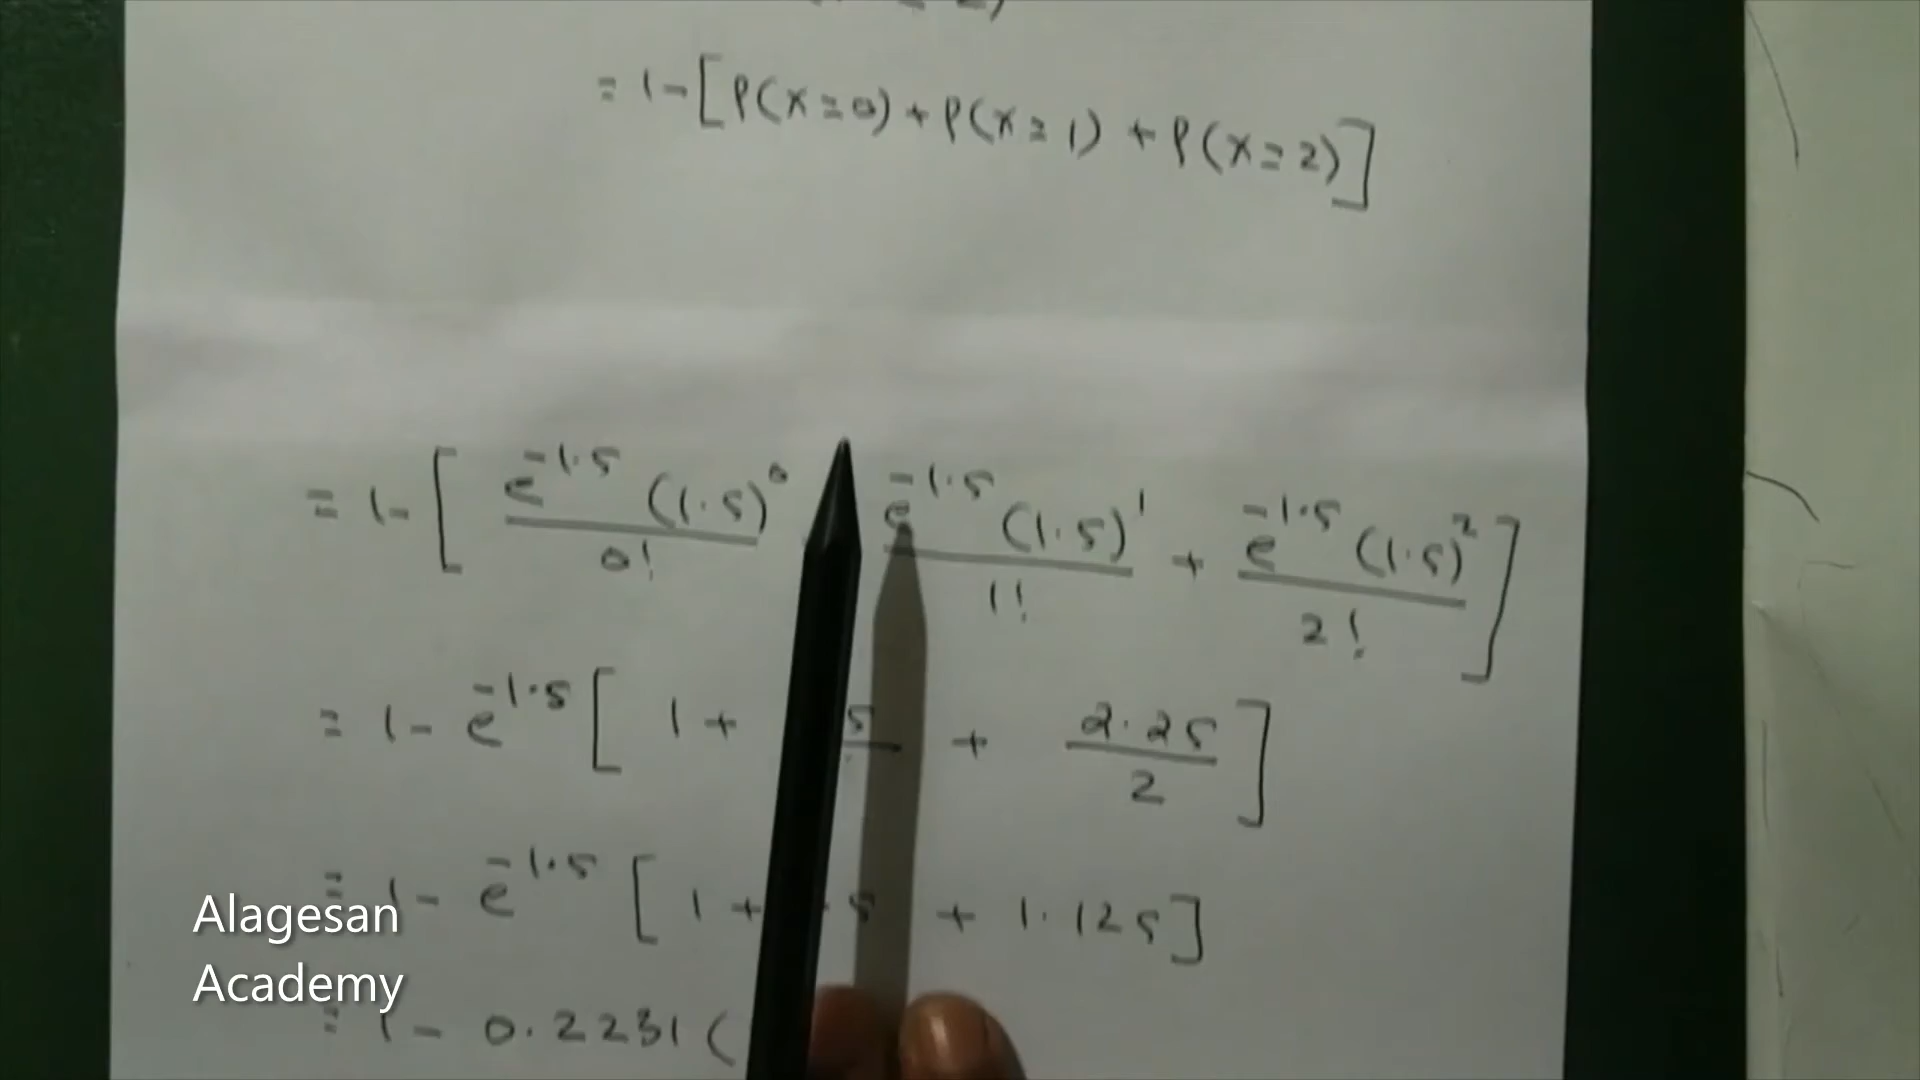 = 1 - [P(X=0) + P(X=1) + P(X=2)]
= 1 - [ e^-1.5 (1.5)^0 / 0! e^-1.5 (1.5)^1 / 1! + e^-1.5 (1.5)^2 / 2! ]
= 1 - e^-1.5 [ 1 + 5 + 2.25 / 2 ]
= 1 - e^-1.5 [ 1 + .5 + 1.125 ]
= 1 - 0.2231 (
Alagesan
Academy